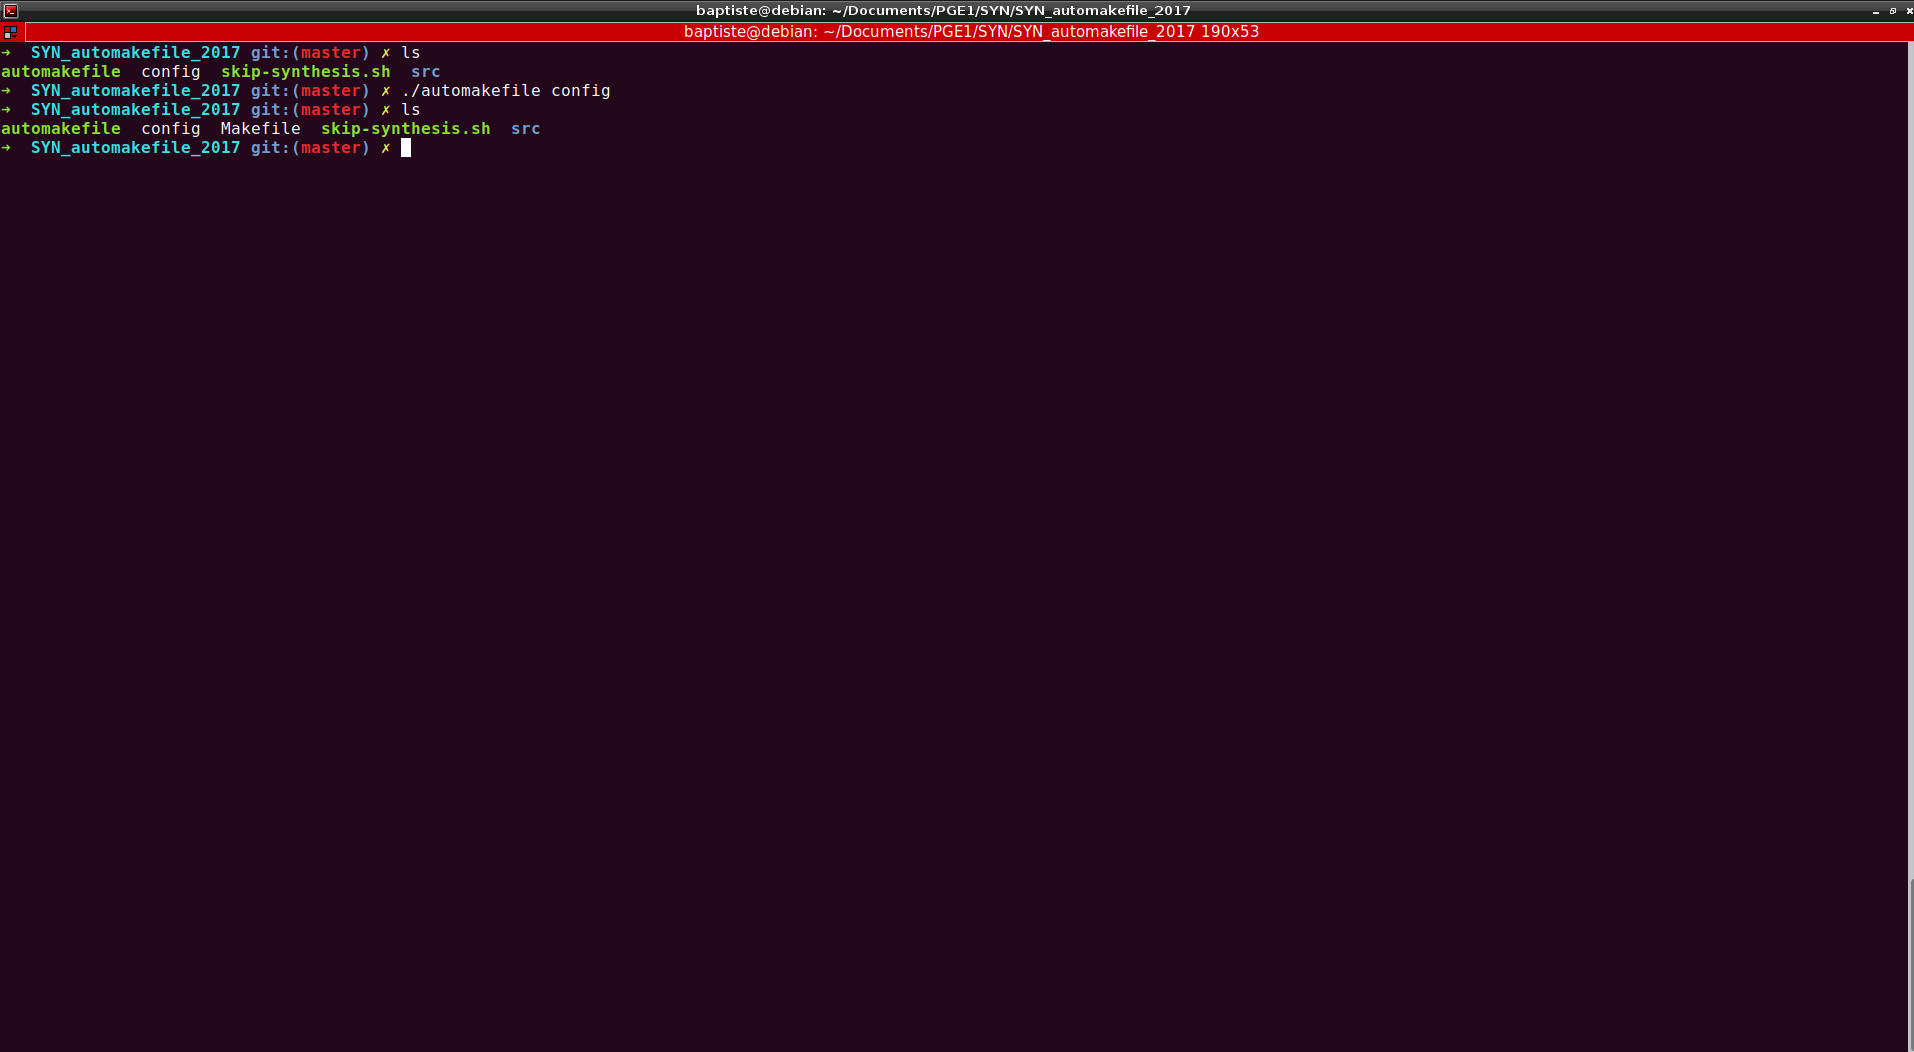 baptiste@debian: ~/Documents/PGE1/SYN/SYN_automakefile_2017
baptiste@debian: ~/Documents/PGE1/SYN/SYN_automakefile_2017 190x53
➜  SYN_automakefile_2017 git:(master) ✗ ls
automakefile  config  skip-synthesis.sh  src
➜  SYN_automakefile_2017 git:(master) ✗ ./automakefile config
➜  SYN_automakefile_2017 git:(master) ✗ ls
automakefile  config  Makefile  skip-synthesis.sh  src
➜  SYN_automakefile_2017 git:(master) ✗